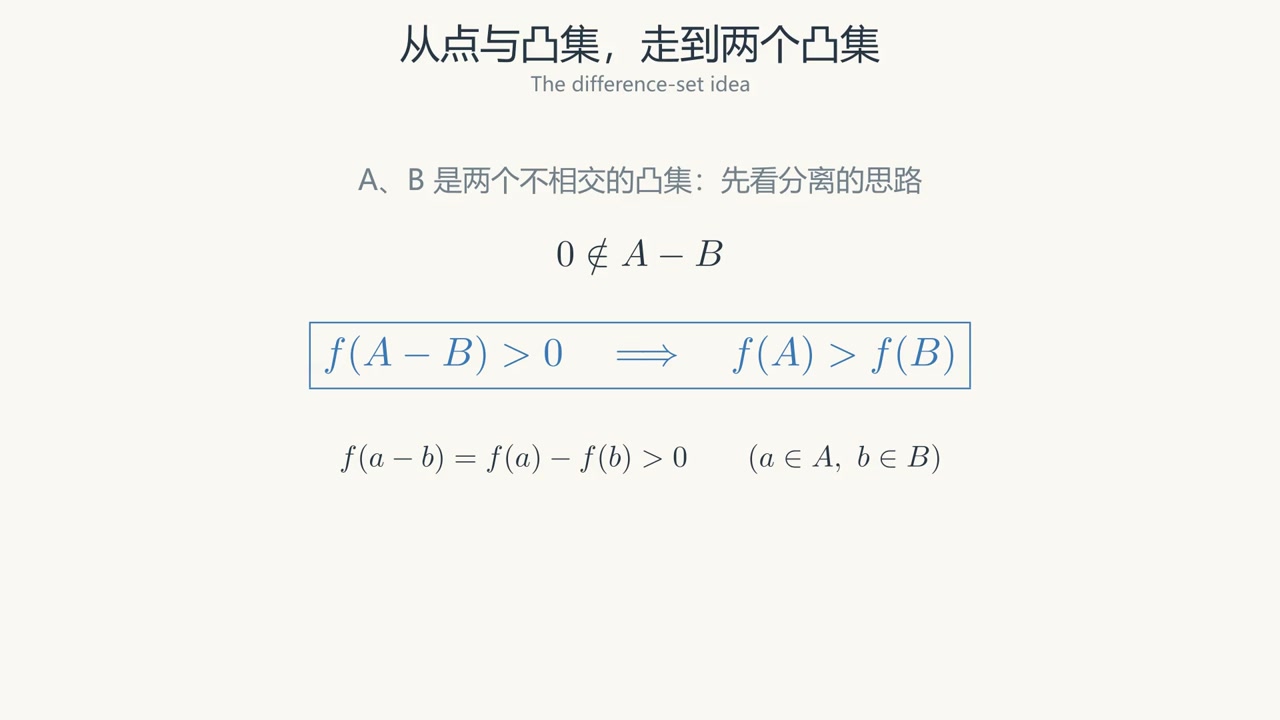 从点与凸集，走到两个凸集
The difference-set idea
A、B 是两个不相交的凸集：先看分离的思路
0 ∉ A − B
f(A − B) > 0 ⟹ f(A) > f(B)
f(a − b) = f(a) − f(b) > 0 (a ∈ A, b ∈ B)